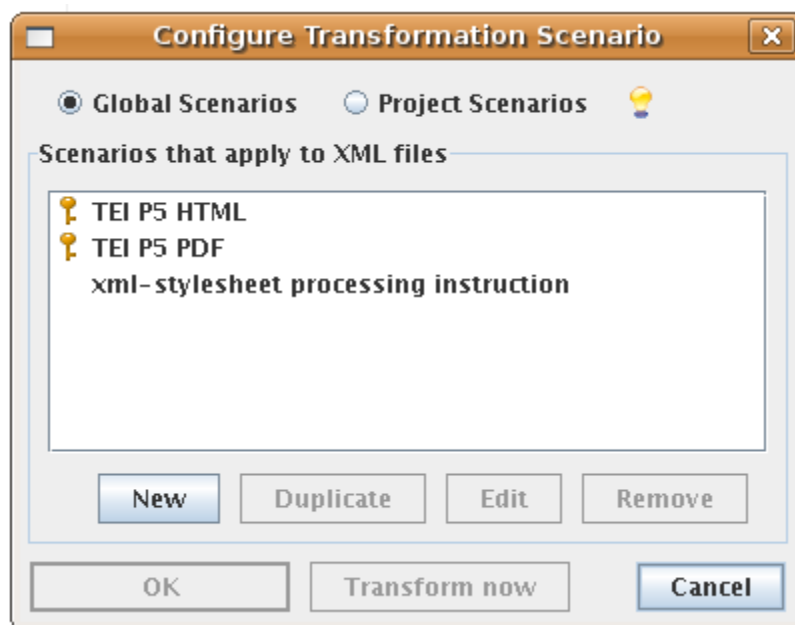 Configure Transformation Scenario
Global Scenarios Project Scenarios
Scenarios that apply to XML files
TEI P5 HTML
TEI P5 PDF
xml-stylesheet processing instruction
New Duplicate Edit Remove
OK Transform now Cancel